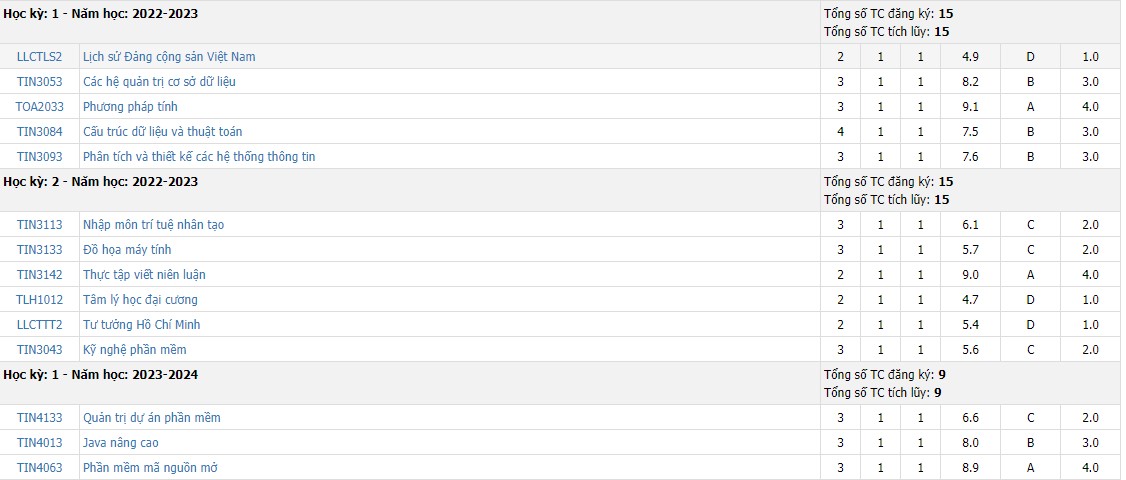 Học kỳ: 1 - Năm học: 2022-2023 Tổng số TC đăng ký: 15
Tổng số TC tích lũy: 15
LLCTLS2 Lịch sử Đảng cộng sản Việt Nam 2 1 1 4.9 D 1.0
TIN3053 Các hệ quản trị cơ sở dữ liệu 3 1 1 8.2 B 3.0
TOA2033 Phương pháp tính 3 1 1 9.1 A 4.0
TIN3084 Cấu trúc dữ liệu và thuật toán 4 1 1 7.5 B 3.0
TIN3093 Phân tích và thiết kế các hệ thống thông tin 3 1 1 7.6 B 3.0
Học kỳ: 2 - Năm học: 2022-2023 Tổng số TC đăng ký: 15
Tổng số TC tích lũy: 15
TIN3113 Nhập môn trí tuệ nhân tạo 3 1 1 6.1 C 2.0
TIN3133 Đồ họa máy tính 3 1 1 5.7 C 2.0
TIN3142 Thực tập viết niên luận 2 1 1 9.0 A 4.0
TLH1012 Tâm lý học đại cương 2 1 1 4.7 D 1.0
LLCTTT2 Tư tưởng Hồ Chí Minh 2 1 1 5.4 D 1.0
TIN3043 Kỹ nghệ phần mềm 3 1 1 5.6 C 2.0
Học kỳ: 1 - Năm học: 2023-2024 Tổng số TC đăng ký: 9
Tổng số TC tích lũy: 9
TIN4133 Quản trị dự án phần mềm 3 1 1 6.6 C 2.0
TIN4013 Java nâng cao 3 1 1 8.0 B 3.0
TIN4063 Phần mềm mã nguồn mở 3 1 1 8.9 A 4.0